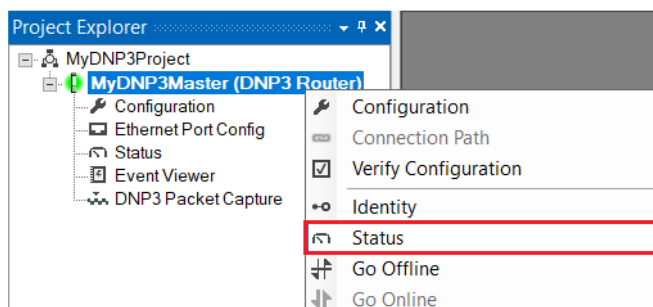 Project Explorer
MyDNP3Project
MyDNP3Master (DNP3 Router)
Configuration
Ethernet Port Config
Status
Event Viewer
DNP3 Packet Capture
Configuration
Connection Path
Verify Configuration
Identity
Status
Go Offline
Go Online